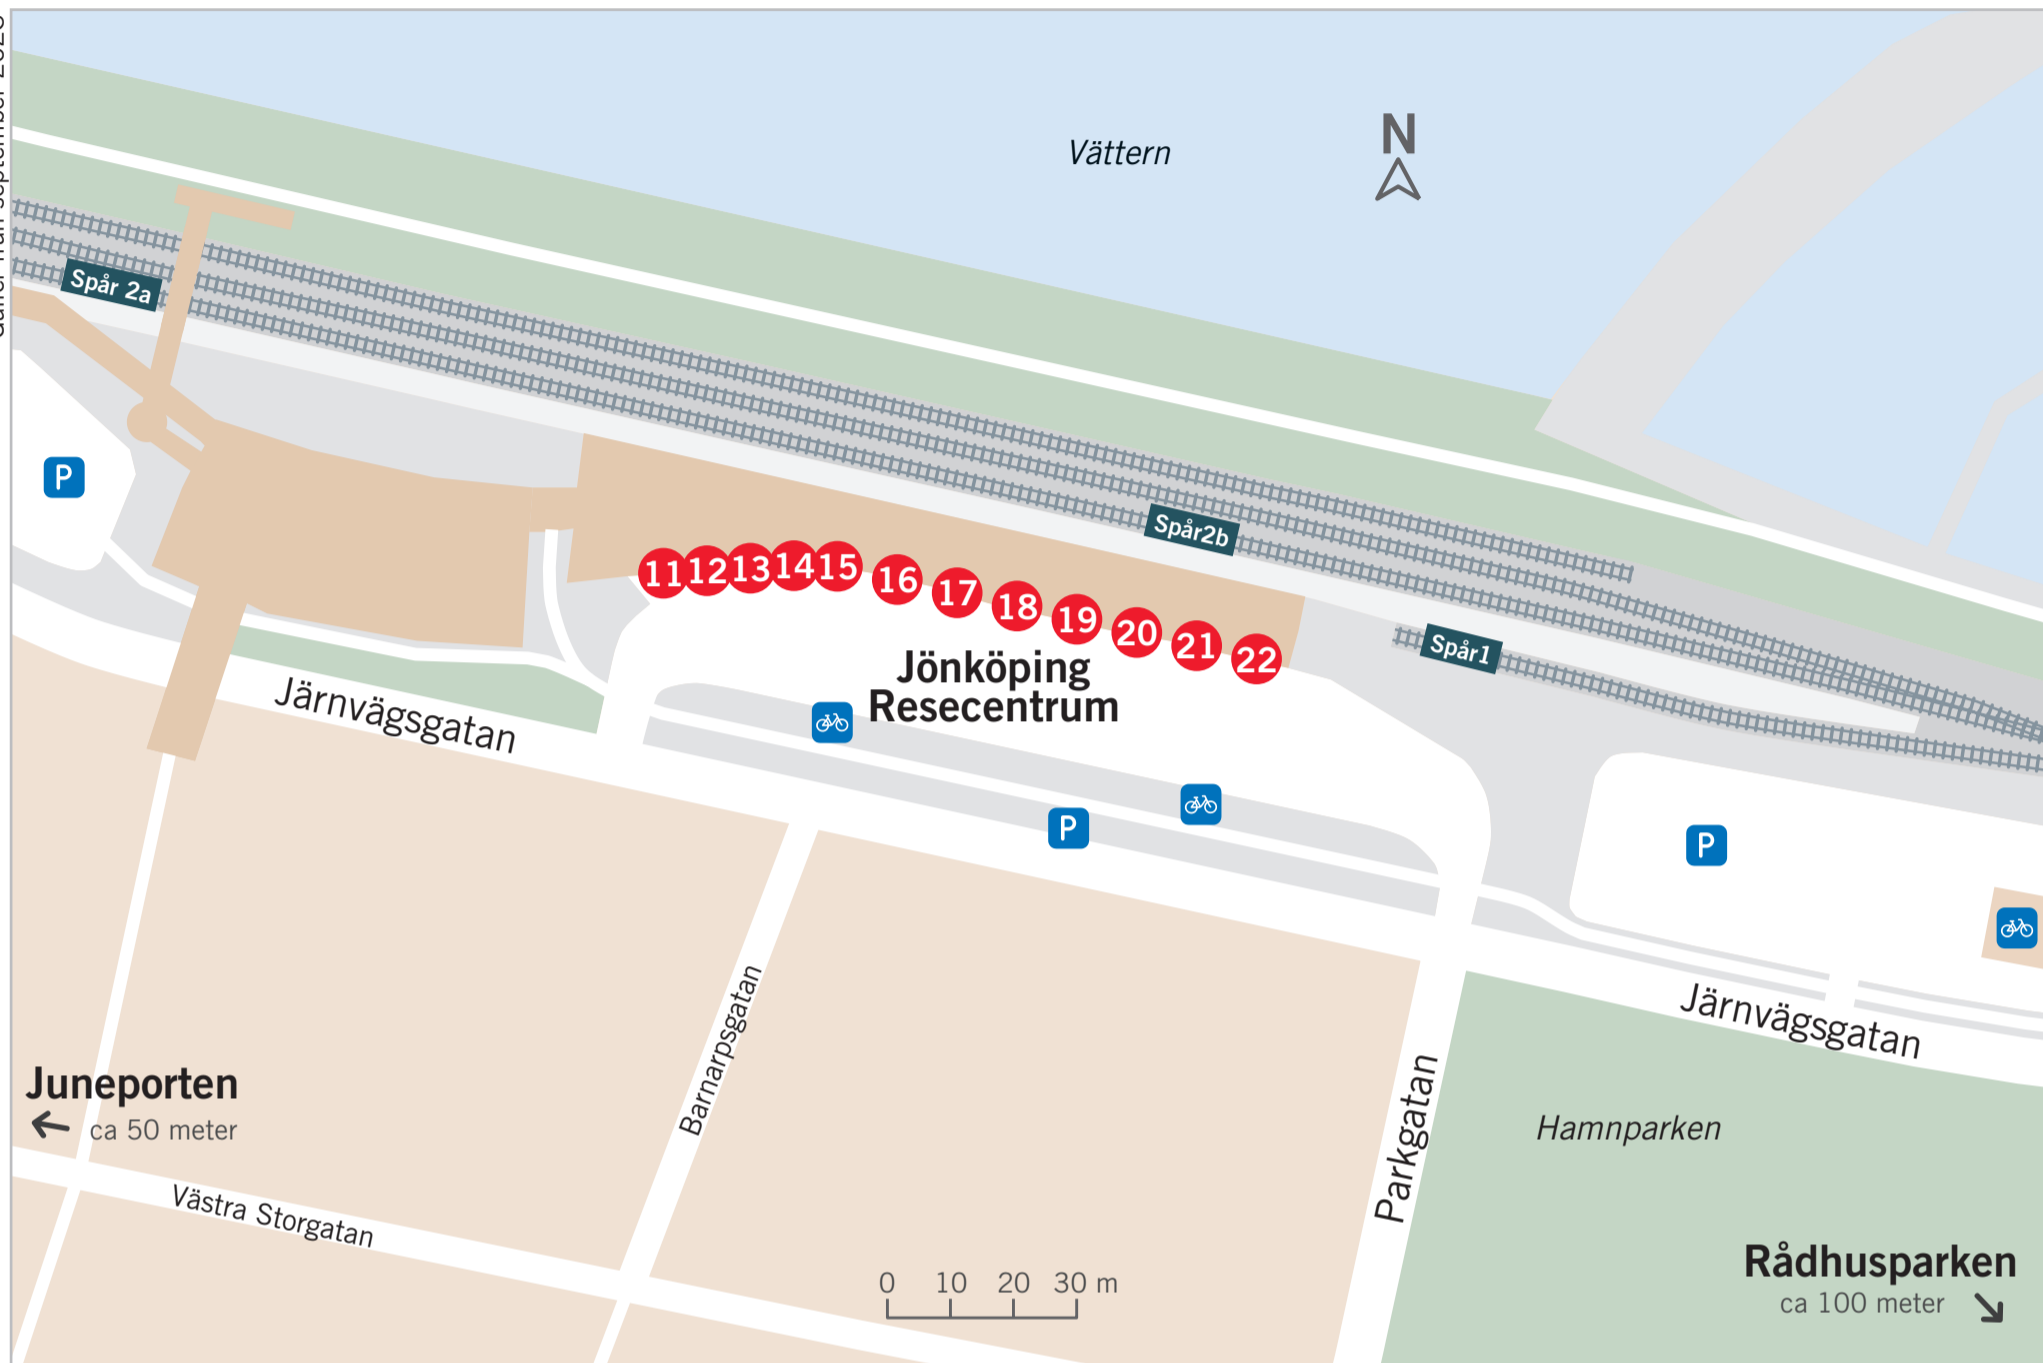 Vättern
N
Spår 2a
P
Spår2b
11 12 13 14 15 16 17 18 19 20 21 22
Spår1
Jönköping
Resecentrum
Järnvägsgatan
P
P
Järnvägsgatan
Barnarpsgatan
Parkgatan
Juneporten
ca 50 meter
Hamnparken
Västra Storgatan
0 10 20 30 m
Rådhusparken
ca 100 meter